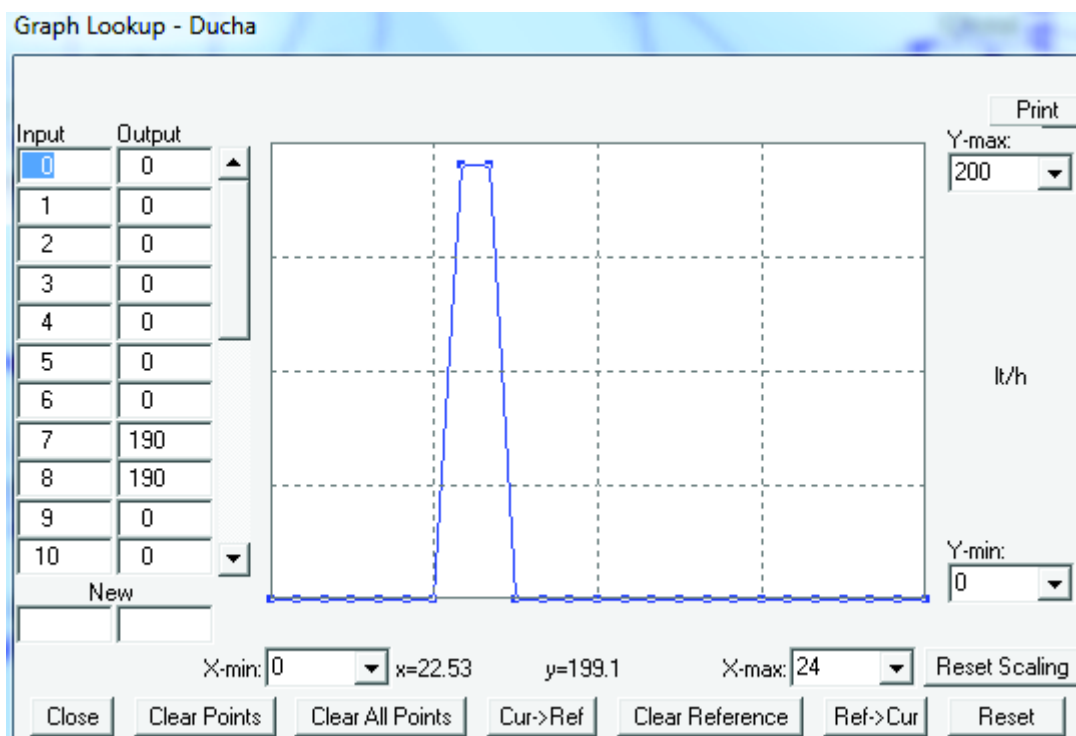 Graph Lookup - Ducha
Print
Input Output
Y-max:
0 0
200
1 0
2 0
3 0
4 0
5 0
lt/h
6 0
7 190
8 190
9 0
10 0
Y-min:
0
New
X-min: 0 x=22.53 y=199.1 X-max: 24 Reset Scaling
Close Clear Points Clear All Points Cur->Ref Clear Reference Ref->Cur Reset